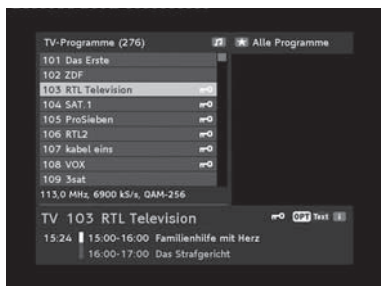 TV-Programme (276)
Alle Programme
101 Das Erste
102 ZDF
103 RTL Television
104 SAT.1
105 ProSieben
106 RTL2
107 kabel eins
108 VOX
109 3sat
113,0 MHz, 6900 kS/s, QAM-256
TV 103 RTL Television
OPT Text i
15:24 15:00-16:00 Familienhilfe mit Herz
16:00-17:00 Das Strafgericht